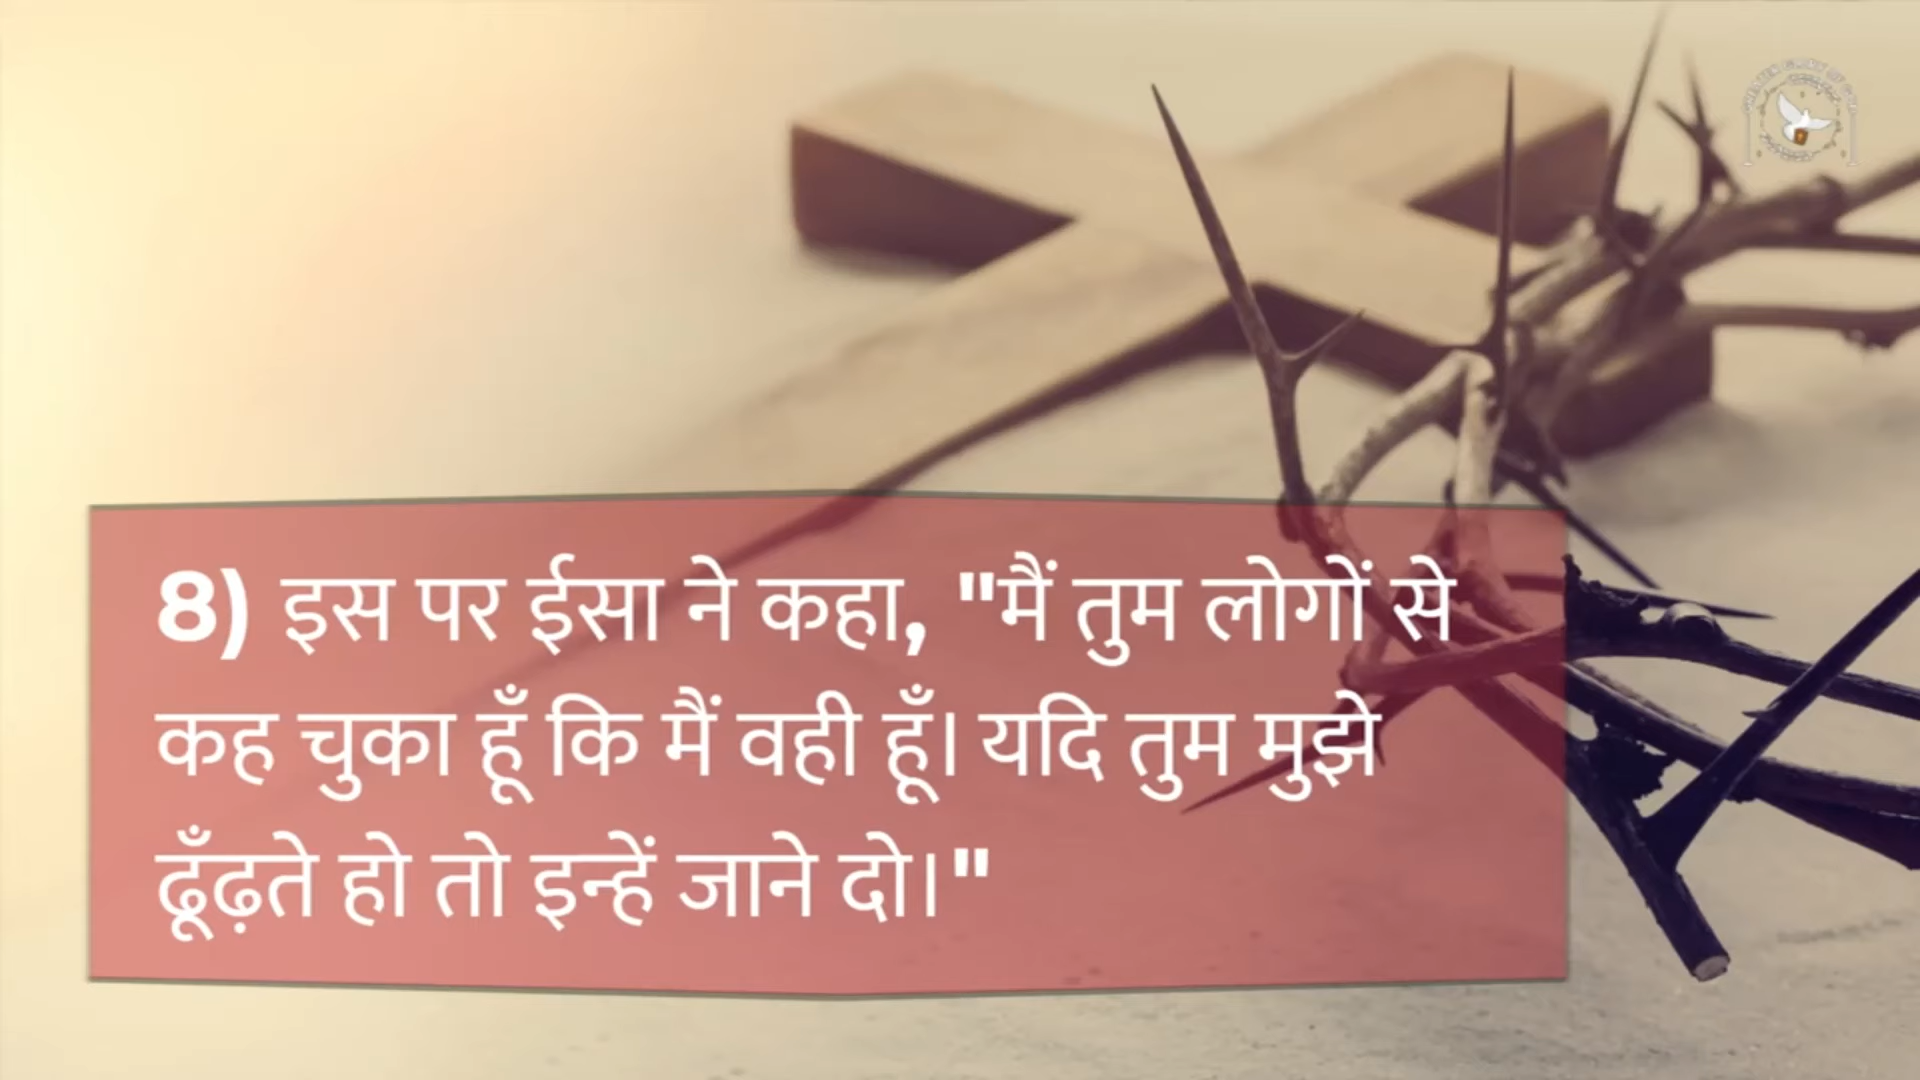 8) इस पर ईसा ने कहा, "मैं तुम लोगों से
कह चुका हूँ कि मैं वही हूँ। यदि तुम मुझे
ढूँढ़ते हो तो इन्हें जाने दो।"